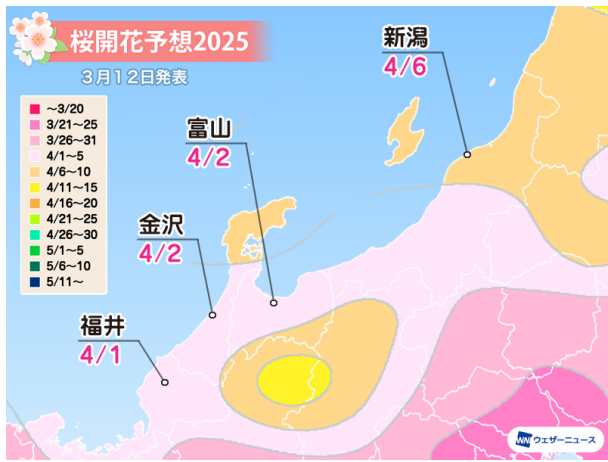 桜開花予想2025
3月12日発表
～3/20
3/21～25
3/26～31
4/1～5
4/6～10
4/11～15
4/16～20
4/21～25
4/26～30
5/1～5
5/6～10
5/11～
新潟
4/6
富山
4/2
金沢
4/2
福井
4/1
WN ウェザーニュース